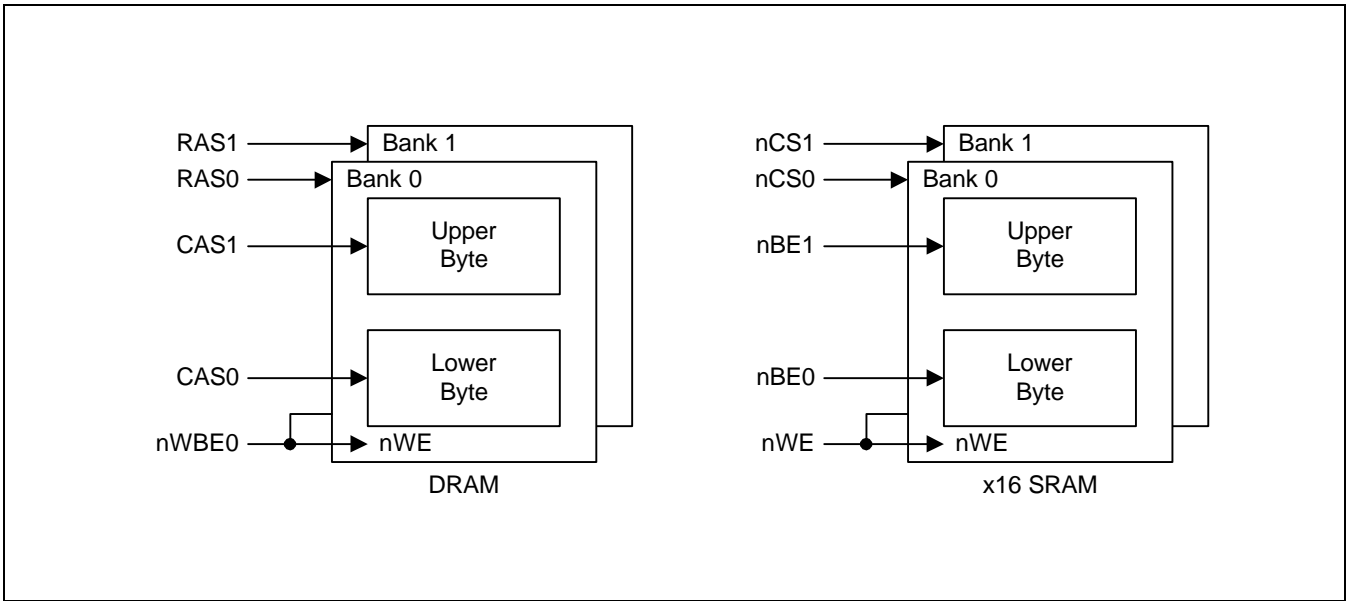 RAS1
Bank 1
RAS0
Bank 0
CAS1
Upper
Byte
CAS0
Lower
Byte
nWBE0
nWE
DRAM
nCS1
Bank 1
nCS0
Bank 0
nBE1
Upper
Byte
nBE0
Lower
Byte
nWE
nWE
x16 SRAM